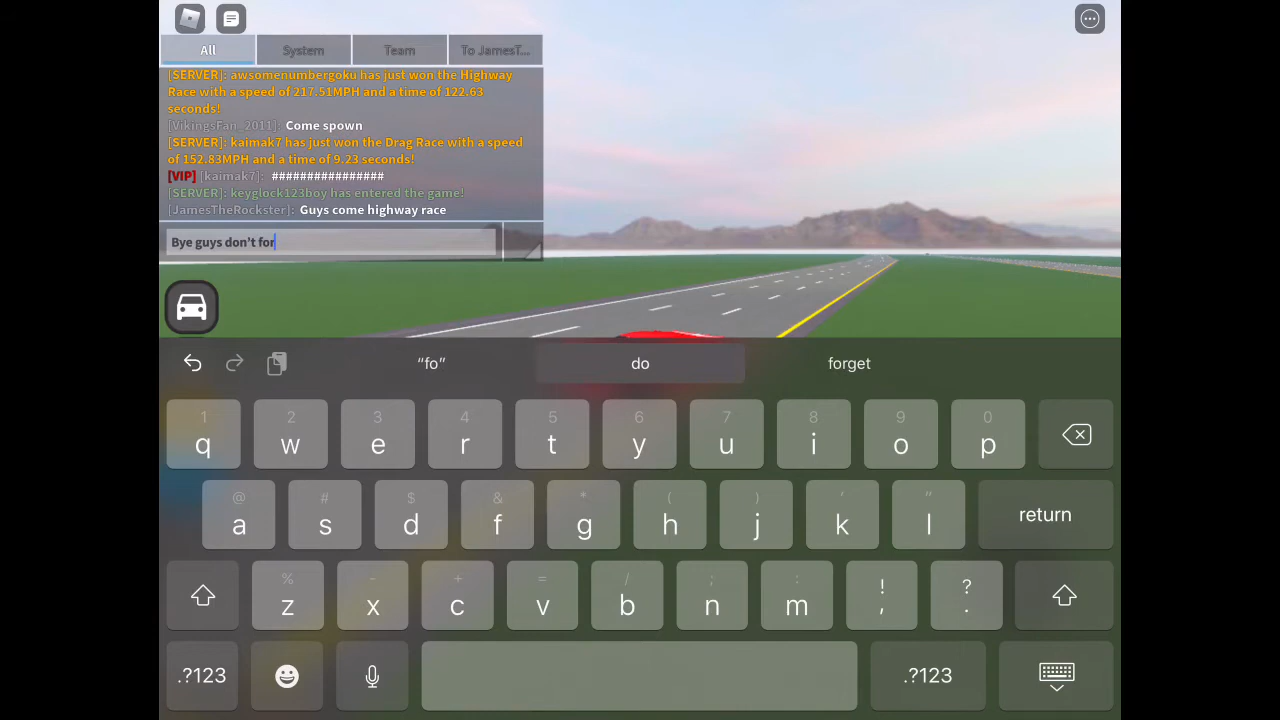 All
System
Team
To JamesT...
[SERVER]: awsomenumbergoku has just won the Highway
Race with a speed of 217.51MPH and a time of 122.63
seconds!
[VikingsFan_2011]: Come spown
[SERVER]: kaimak7 has just won the Drag Race with a speed
of 152.83MPH and a time of 9.23 seconds!
[VIP] [kaimak7]: ################
[SERVER]: keyglock123boy has entered the game!
[JamesTheRockster]: Guys come highway race
Bye guys don't for
“fo”
do
forget
1 2 3 4 5 6 7 8 9 0
q w e r t y u i o p
@ # $ & * ( ) ‘ “
a s d f g h j k l return
% - + = / ; : ! ?
z x c v b n m , .
.?123
.?123